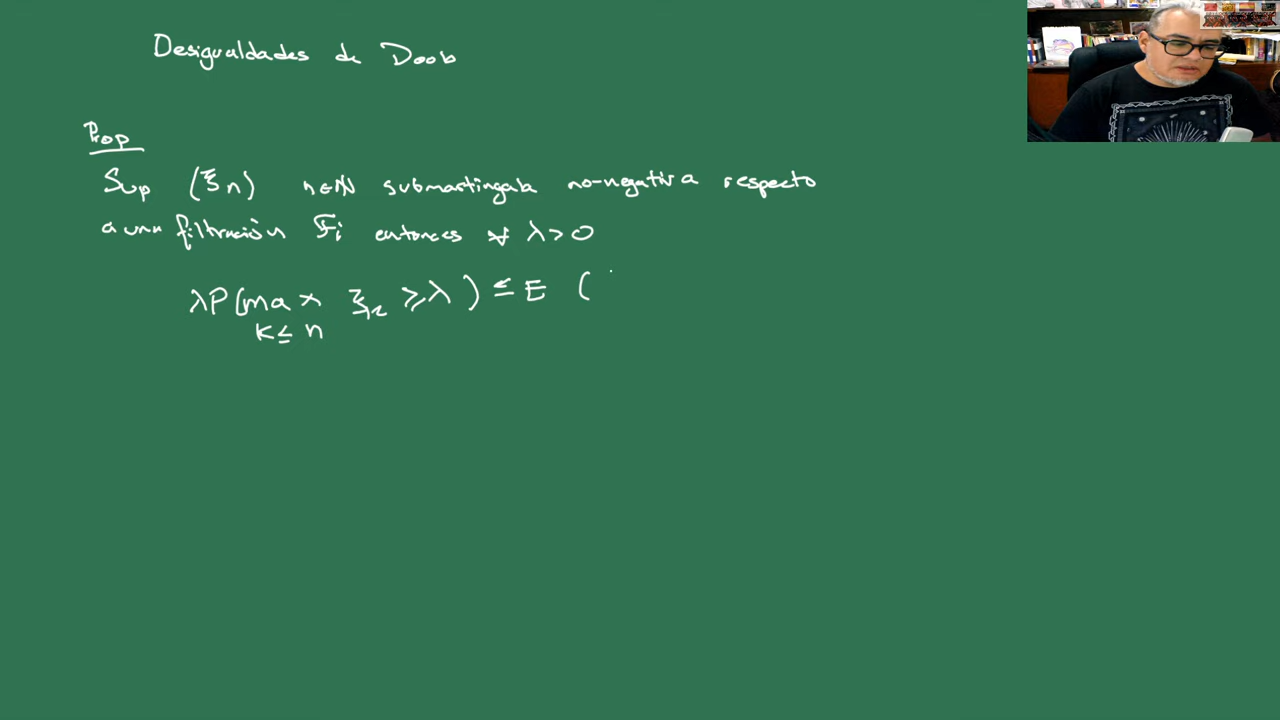 Desigualdades de Doob
Prop
Sup (ξn) n∈ℕ submartingala no-negativa respecto
a una filtración Fi entonces ∀ λ>0
λP(max ξk ≥λ) ≤ E (
k≤n